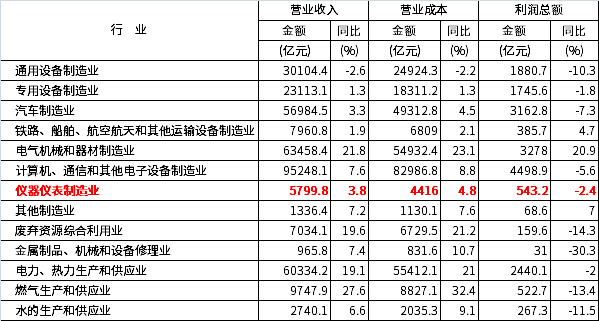 行 业 营业收入 营业成本 利润总额
金额 同比 金额 同比 金额 同比
(亿元) (%) (亿元) (%) (亿元) (%)
通用设备制造业 30104.4 -2.6 24924.3 -2.2 1880.7 -10.3
专用设备制造业 23113.1 1.3 18311.2 1.3 1745.6 -1.8
汽车制造业 56984.5 3.3 49312.8 4.5 3162.8 -7.3
铁路、船舶、航空航天和其他运输设备制造业 7960.8 1.9 6809 2.1 385.7 4.7
电气机械和器材制造业 63458.4 21.8 54932.4 23.1 3278 20.9
计算机、通信和其他电子设备制造业 95248.1 7.6 82986.8 8.8 4498.9 -5.6
仪器仪表制造业 5799.8 3.8 4416 4.8 543.2 -2.4
其他制造业 1336.4 7.2 1130.1 7.6 68.6 7
废弃资源综合利用业 7034.1 19.6 6729.5 21.2 159.6 -14.3
金属制品、机械和设备修理业 965.8 7.4 831.6 10.7 31 -30.3
电力、热力生产和供应业 60334.2 19.1 55412.1 21 2440.1 -2
燃气生产和供应业 9747.9 27.6 8827.1 32.4 522.7 -13.4
水的生产和供应业 2740.1 6.6 2035.3 9.1 267.3 -11.5